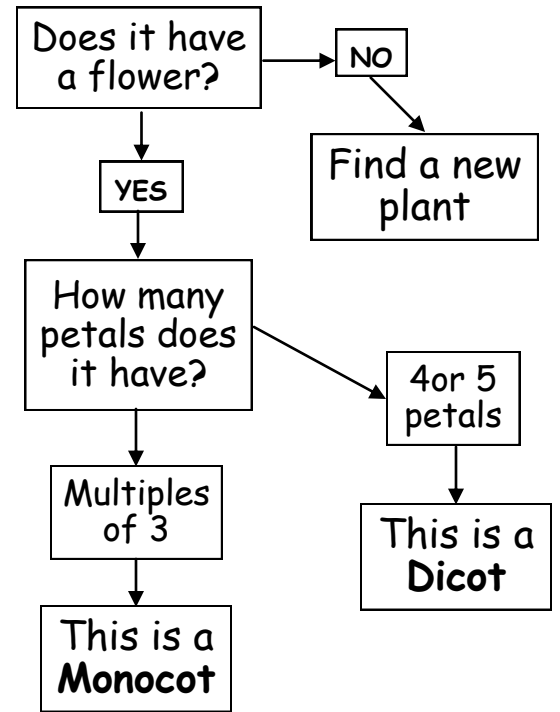 Does it have
a flower?
NO
Find a new
plant
YES
How many
petals does
it have?
4or 5
petals
Multiples
of 3
This is a
Dicot
This is a
Monocot